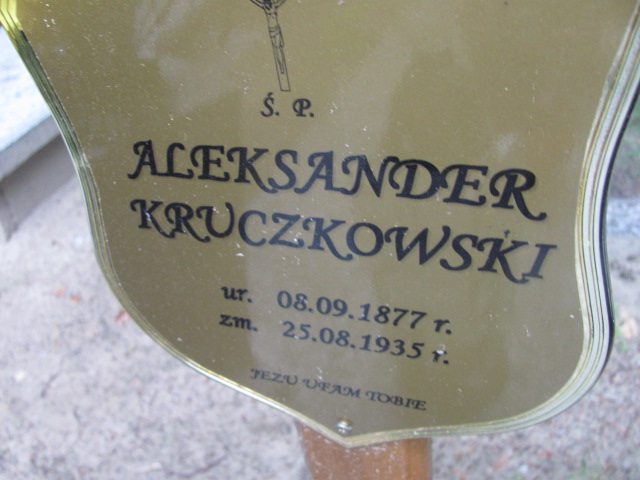 Ś. P.
ALEKSANDER
KRUCZKOWSKI
ur. 08.09.1877 r.
zm. 25.08.1935 r.
JEZU UFAM TOBIE